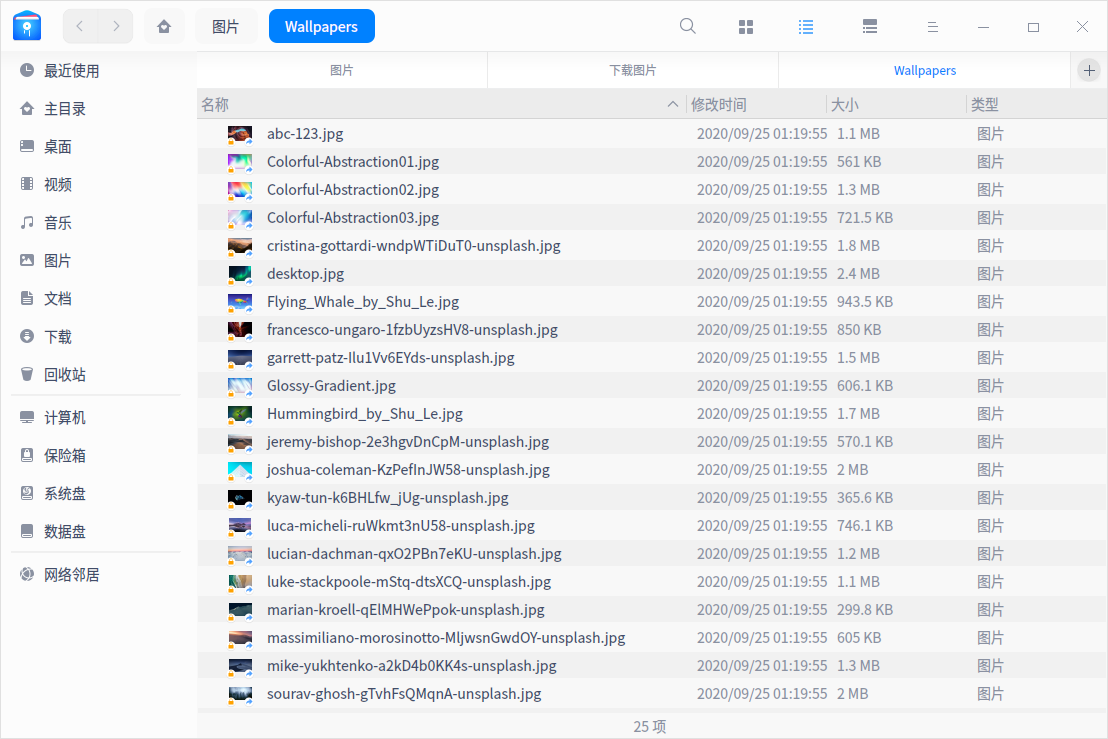 图片
Wallpapers
最近使用
主目录
桌面
视频
音乐
图片
文档
下载
回收站
计算机
保险箱
系统盘
数据盘
网络邻居
图片 下载图片 Wallpapers
名称 修改时间 大小 类型
abc-123.jpg 2020/09/25 01:19:55 1.1 MB 图片
Colorful-Abstraction01.jpg 2020/09/25 01:19:55 561 KB 图片
Colorful-Abstraction02.jpg 2020/09/25 01:19:55 1.3 MB 图片
Colorful-Abstraction03.jpg 2020/09/25 01:19:55 721.5 KB 图片
cristina-gottardi-wndpWTiDuT0-unsplash.jpg 2020/09/25 01:19:55 1.8 MB 图片
desktop.jpg 2020/09/25 01:19:55 2.4 MB 图片
Flying_Whale_by_Shu_Le.jpg 2020/09/25 01:19:55 943.5 KB 图片
francesco-ungaro-1fzbUyzsHV8-unsplash.jpg 2020/09/25 01:19:55 850 KB 图片
garrett-patz-Ilu1Vv6EYds-unsplash.jpg 2020/09/25 01:19:55 1.5 MB 图片
Glossy-Gradient.jpg 2020/09/25 01:19:55 606.1 KB 图片
Hummingbird_by_Shu_Le.jpg 2020/09/25 01:19:55 1.7 MB 图片
jeremy-bishop-2e3hgvDnCpM-unsplash.jpg 2020/09/25 01:19:55 570.1 KB 图片
joshua-coleman-KzPefInJW58-unsplash.jpg 2020/09/25 01:19:55 2 MB 图片
kyaw-tun-k6BHLfw_jUg-unsplash.jpg 2020/09/25 01:19:55 365.6 KB 图片
luca-micheli-ruWkmt3nU58-unsplash.jpg 2020/09/25 01:19:55 746.1 KB 图片
lucian-dachman-qxO2PBn7eKU-unsplash.jpg 2020/09/25 01:19:55 1.2 MB 图片
luke-stackpoole-mStq-dtsXCQ-unsplash.jpg 2020/09/25 01:19:55 1.1 MB 图片
marian-kroell-qElMHWePpok-unsplash.jpg 2020/09/25 01:19:55 299.8 KB 图片
massimiliano-morosinotto-MljwsnGwdOY-unsplash.jpg 2020/09/25 01:19:55 605 KB 图片
mike-yukhtenko-a2kD4b0KK4s-unsplash.jpg 2020/09/25 01:19:55 1.3 MB 图片
sourav-ghosh-gTvhFsQMqnA-unsplash.jpg 2020/09/25 01:19:55 2 MB 图片
25 项